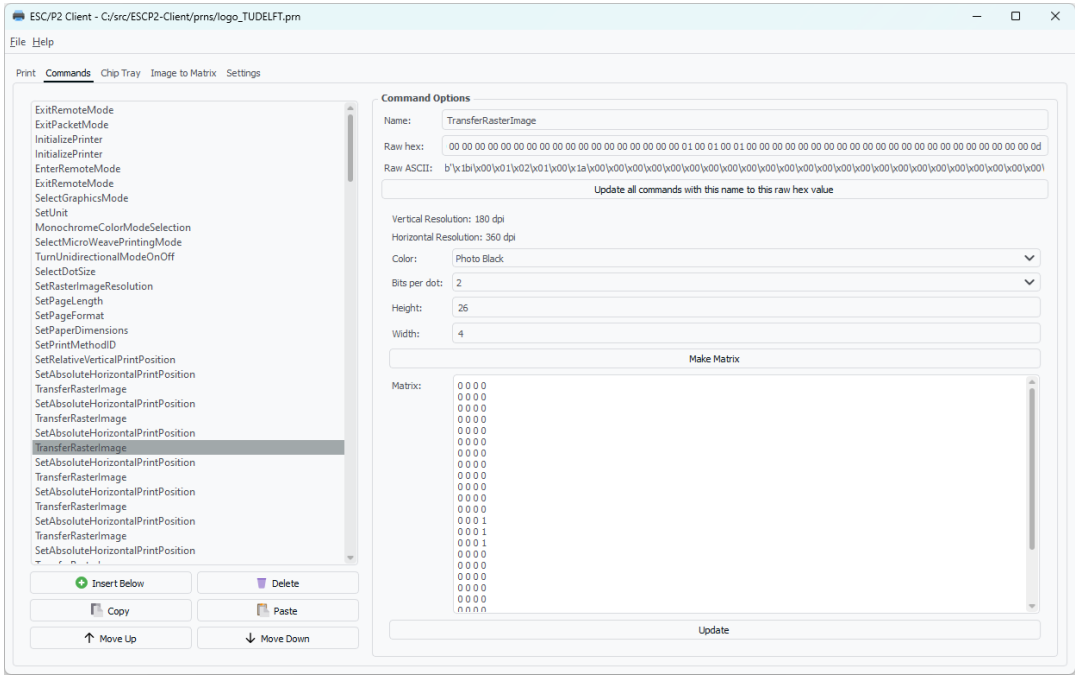 ESC/P2 Client - C:/src/ESCP2-Client/prns/logo_TUDELFT.prn
File Help
Print Commands Chip Tray Image to Matrix Settings
ExitRemoteMode
ExitPacketMode
InitializePrinter
InitializePrinter
EnterRemoteMode
ExitRemoteMode
SelectGraphicsMode
SetUnit
MonochromeColorModeSelection
SelectMicroWeavePrintingMode
TurnUnidirectionalModeOnOff
SelectDotSize
SetRasterImageResolution
SetPageLength
SetPageFormat
SetPaperDimensions
SetPrintMethodID
SetRelativeVerticalPrintPosition
SetAbsoluteHorizontalPrintPosition
TransferRasterImage
SetAbsoluteHorizontalPrintPosition
TransferRasterImage
SetAbsoluteHorizontalPrintPosition
TransferRasterImage
SetAbsoluteHorizontalPrintPosition
TransferRasterImage
SetAbsoluteHorizontalPrintPosition
TransferRasterImage
SetAbsoluteHorizontalPrintPosition
TransferRasterImage
SetAbsoluteHorizontalPrintPosition
Insert Below Delete
Copy Paste
Move Up Move Down
Command Options
Name: TransferRasterImage
Raw hex: 00 00 00 00 00 00 00 00 00 00 00 00 00 00 00 00 00 00 01 00 01 00 01 00 00 00 00 00 00 00 00 00 00 00 00 00 00 00 00 00 00 00 00 00 00 0d
Raw ASCII: b'\x1bi\x00\x01\x02\x01\x00\x1a\x00\x00\x00\x00\x00\x00\x00\x00\x00\x00\x00\x00\x00\x00\x00\x00\x00\x00\x00\x00\x00\
Update all commands with this name to this raw hex value
Vertical Resolution: 180 dpi
Horizontal Resolution: 360 dpi
Color: Photo Black
Bits per dot: 2
Height: 26
Width: 4
Make Matrix
Matrix: 0 0 0 0
0 0 0 0
0 0 0 0
0 0 0 0
0 0 0 0
0 0 0 0
0 0 0 0
0 0 0 0
0 0 0 0
0 0 0 0
0 0 0 0
0 0 0 0
0 0 0 1
0 0 0 1
0 0 0 1
0 0 0 0
0 0 0 0
0 0 0 0
0 0 0 0
0 0 0 0
0 0 0 0
Update